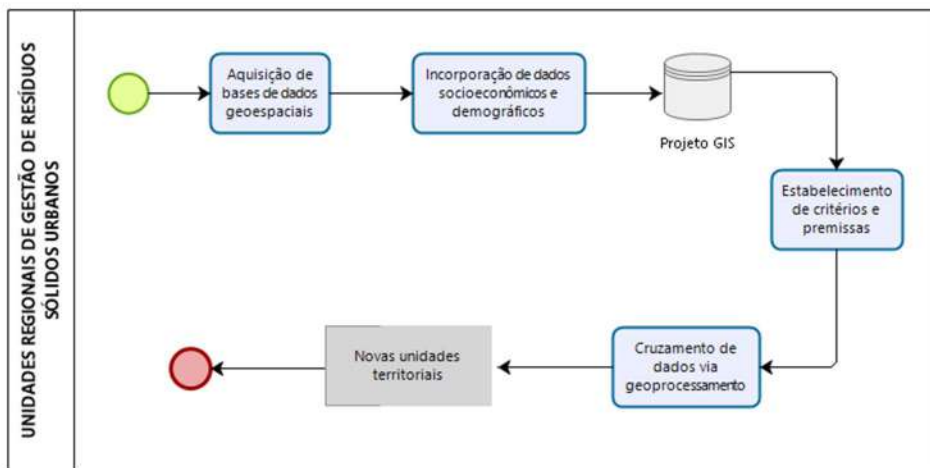 UNIDADES REGIONAIS DE GESTÃO DE RESÍDUOS
SÓLIDOS URBANOS
Aquisição de
bases de dados
geoespaciais
Incorporação de dados
socioeconômicos e
demográficos
Projeto GIS
Estabelecimento
de critérios e
premissas
Cruzamento de
dados via
geoprocessamento
Novas unidades
territoriais